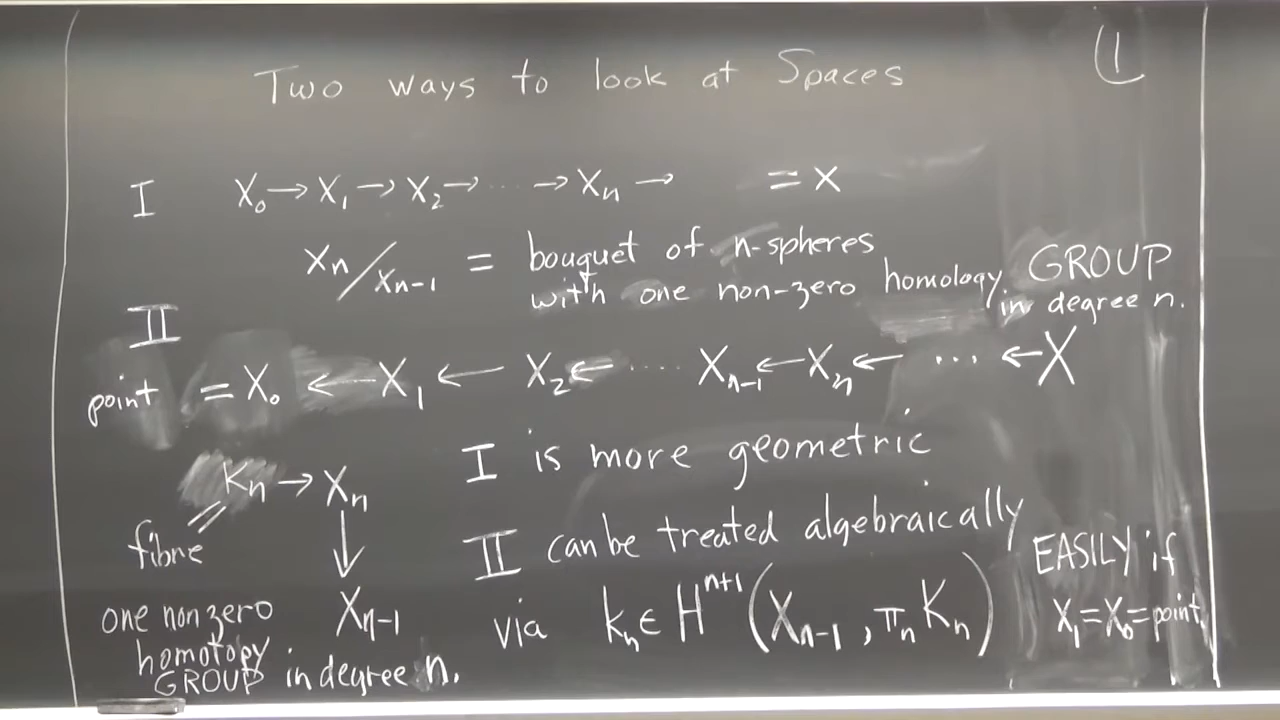 Two ways to look at Spaces
1
I X₀ → X₁ → X₂ → ... → Xₙ → = X
Xₙ/Xₙ₋₁ = bouquet of n-spheres
with one non-zero homology GROUP
in degree n.
II
point = X₀ ← X₁ ← X₂ ← .... Xₙ₋₁ ← Xₙ ← ... ← X
I is more geometric
Kₙ → Xₙ
↓
Xₙ₋₁
fibre
one non zero
homotopy
GROUP in degree n.
II can be treated algebraically
via kₙ ∈ Hⁿ⁺¹(Xₙ₋₁, πₙKₙ)
EASILY if
X₁ = X₀ = point